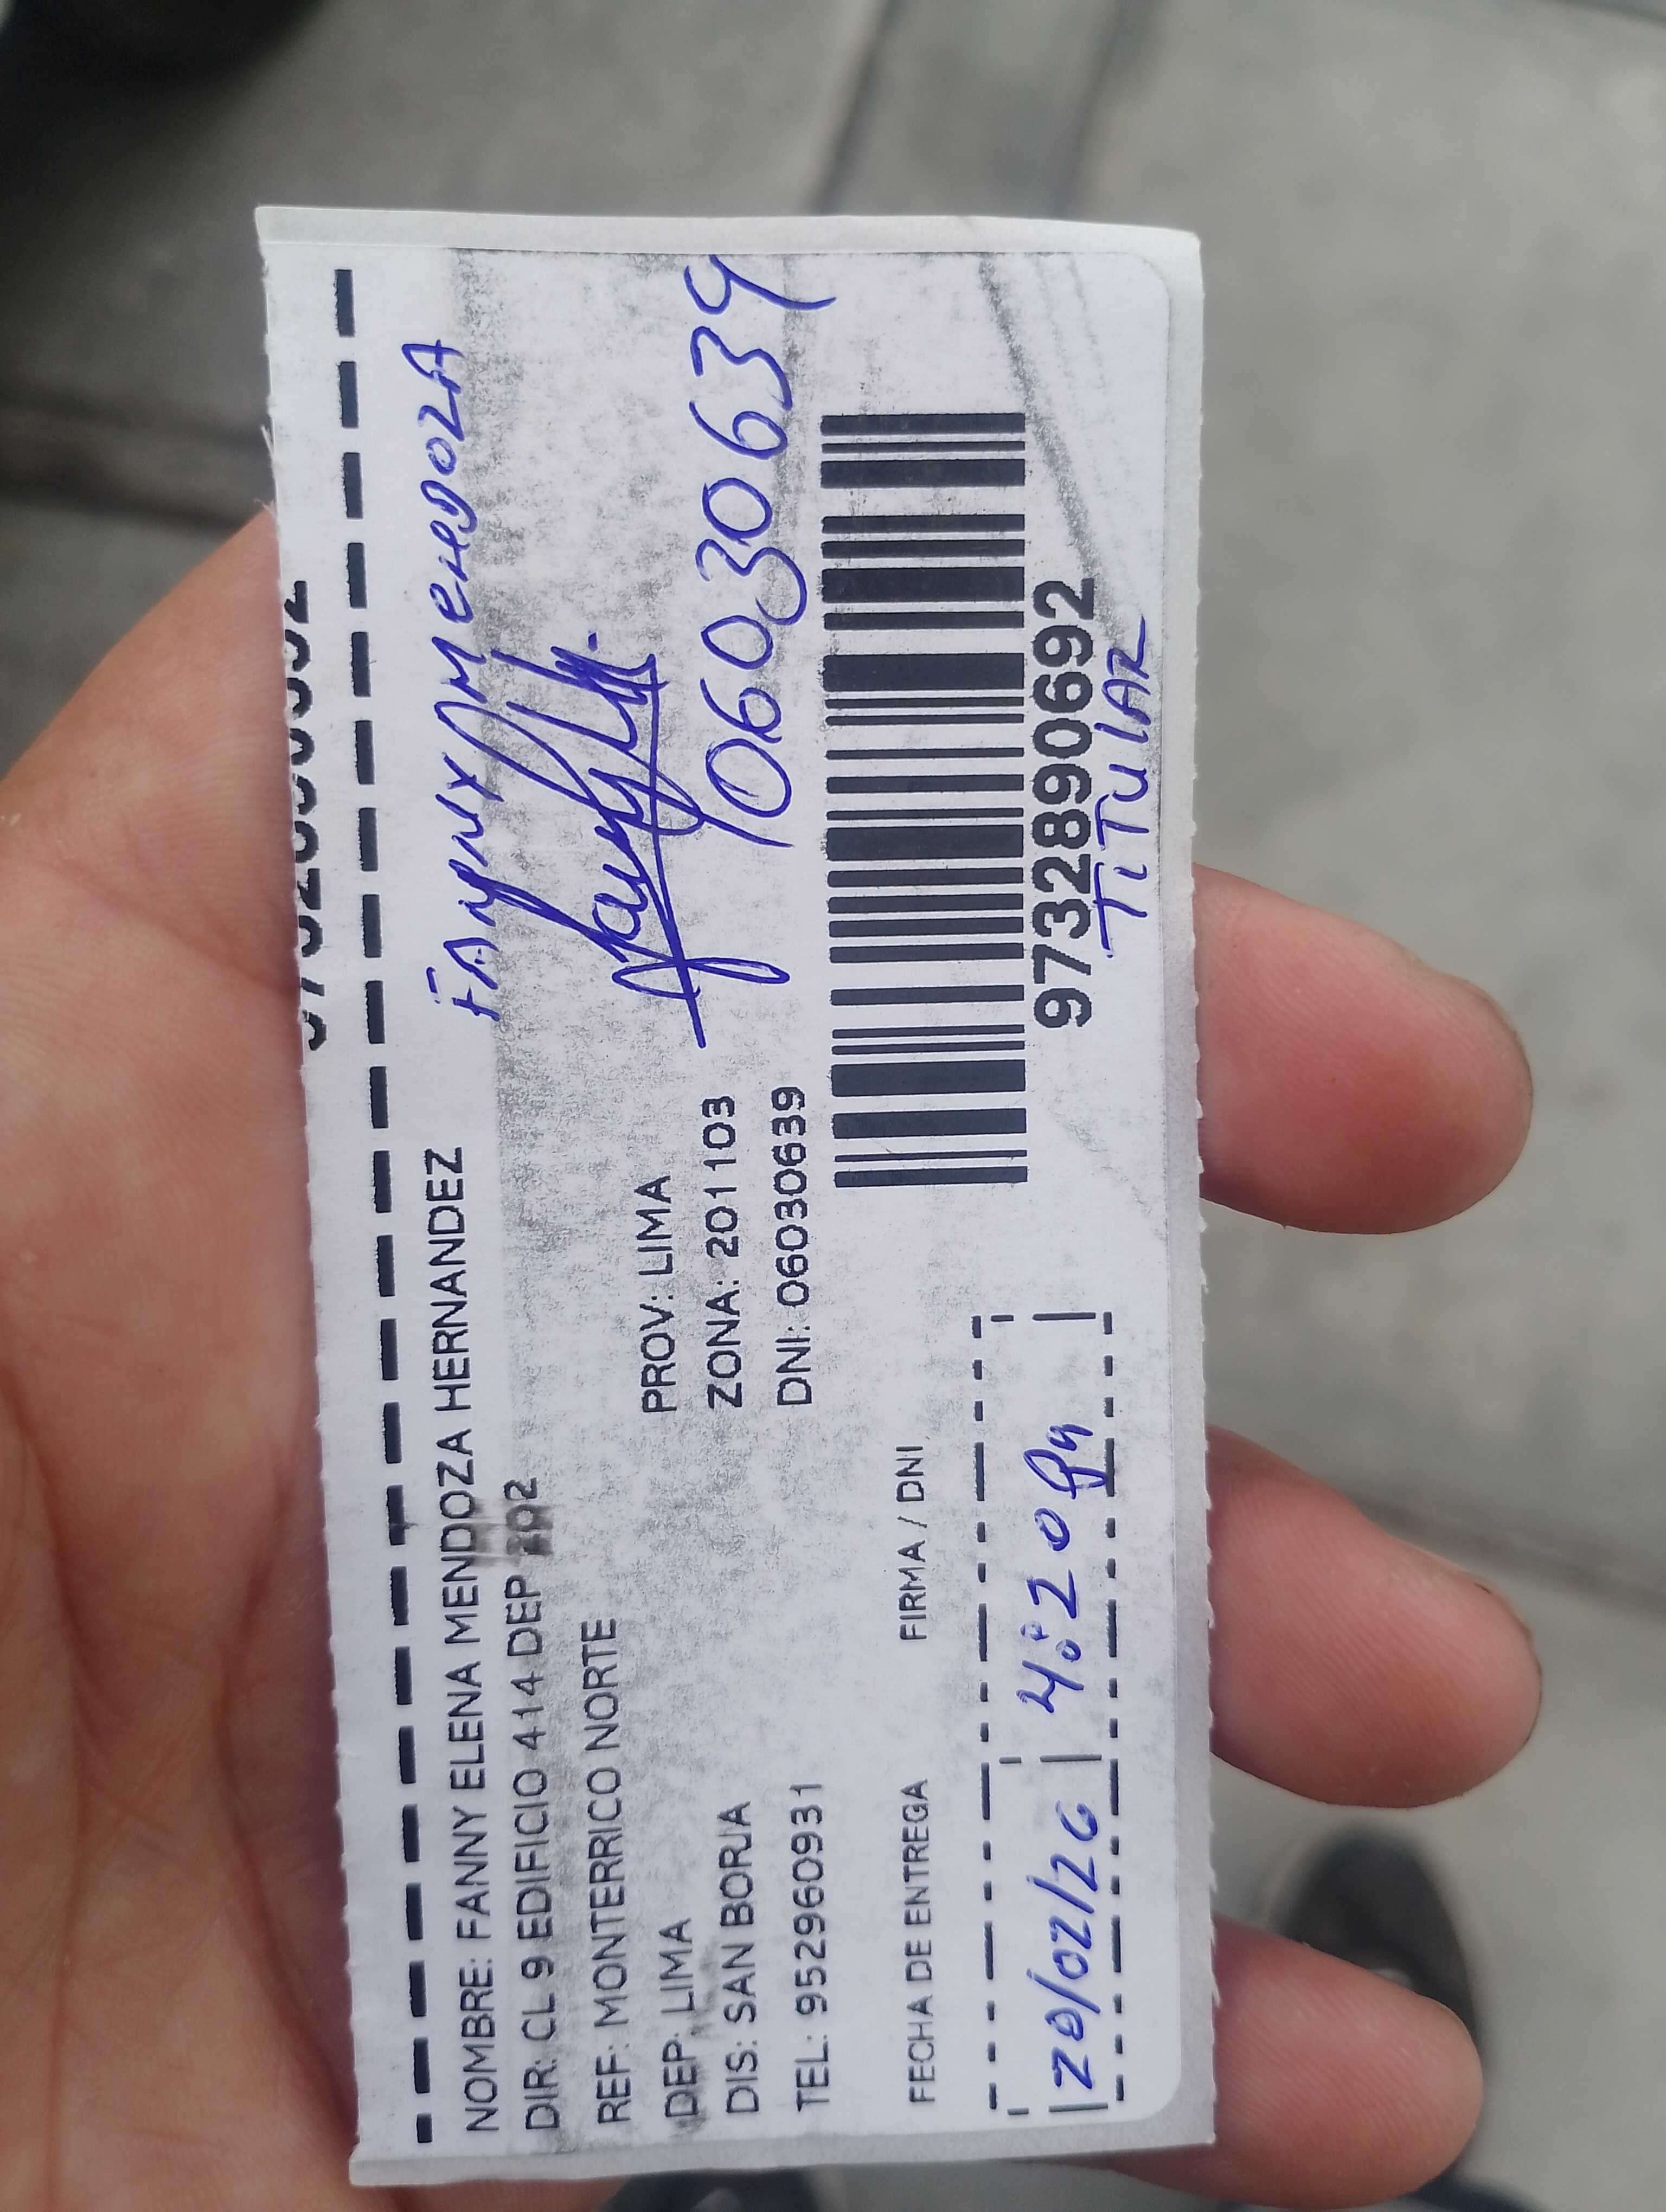 NOMBRE: FANNY ELENA MENDOZA HERNANDEZ
DIR: CL 9 EDIFICIO 414 DEP 202
REF: MONTERRICO NORTE
DEP: LIMA PROV: LIMA
DIS: SAN BORJA ZONA: 201103
TEL: 952960931 DNI: 06030639
FANNY MENDOZA
06030639
FECHA DE ENTREGA FIRMA / DNI
20/02/26 4:20 Pm
9732890692
TITULAR